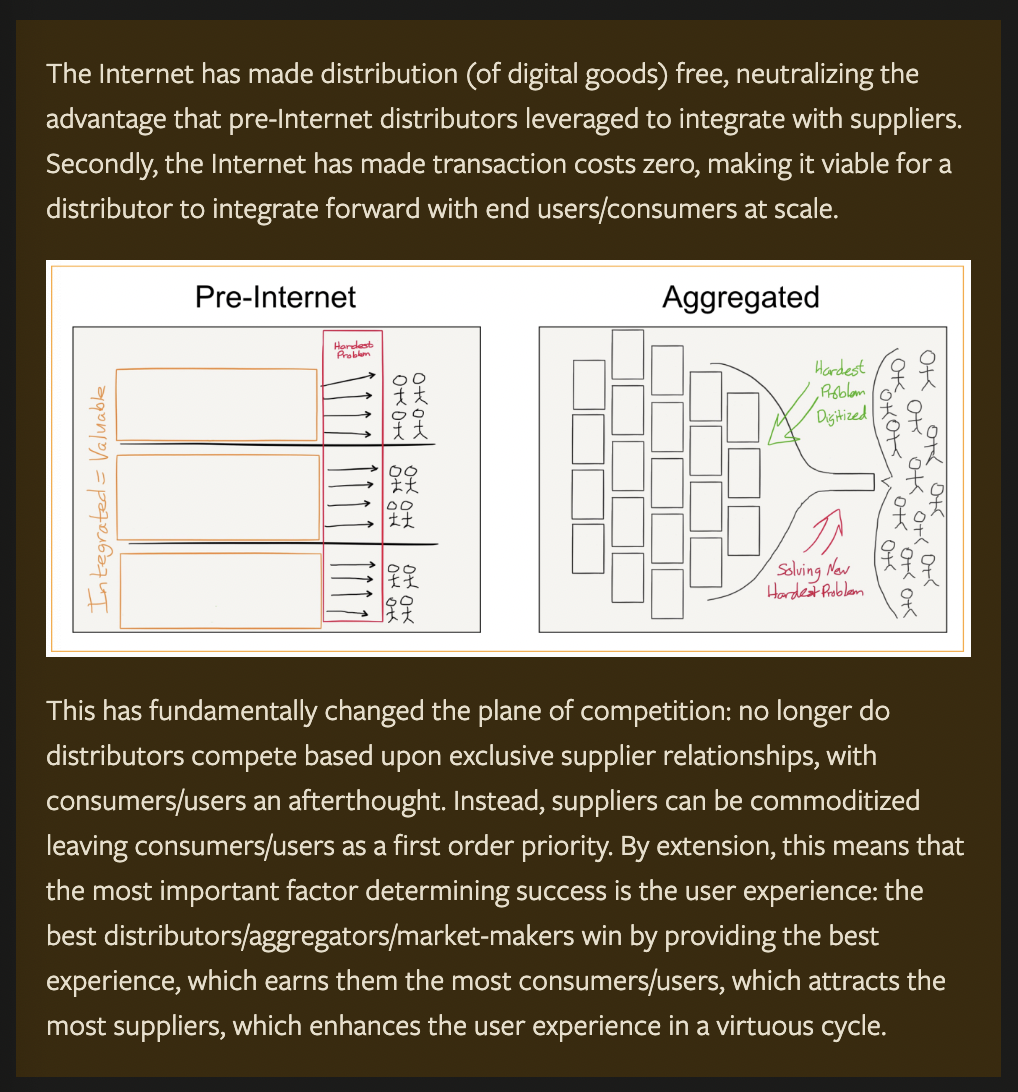 The Internet has made distribution (of digital goods) free, neutralizing the
advantage that pre-Internet distributors leveraged to integrate with suppliers.
Secondly, the Internet has made transaction costs zero, making it viable for a
distributor to integrate forward with end users/consumers at scale.
Pre-Internet
Integrated = Valuable
Hardest
Problem
Aggregated
Hardest
Problem
Digitized
Solving New
Hardest Problem
This has fundamentally changed the plane of competition: no longer do
distributors compete based upon exclusive supplier relationships, with
consumers/users an afterthought. Instead, suppliers can be commoditized
leaving consumers/users as a first order priority. By extension, this means that
the most important factor determining success is the user experience: the
best distributors/aggregators/market-makers win by providing the best
experience, which earns them the most consumers/users, which attracts the
most suppliers, which enhances the user experience in a virtuous cycle.